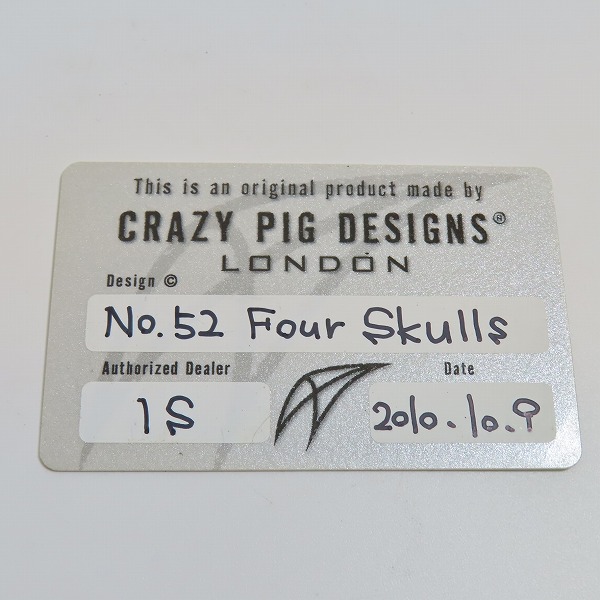 This is an original product made by
CRAZY PIG DESIGNS®
LONDON
Design ©
No.52 Four Skulls
Authorized Dealer
Date
IS
2010.10.9